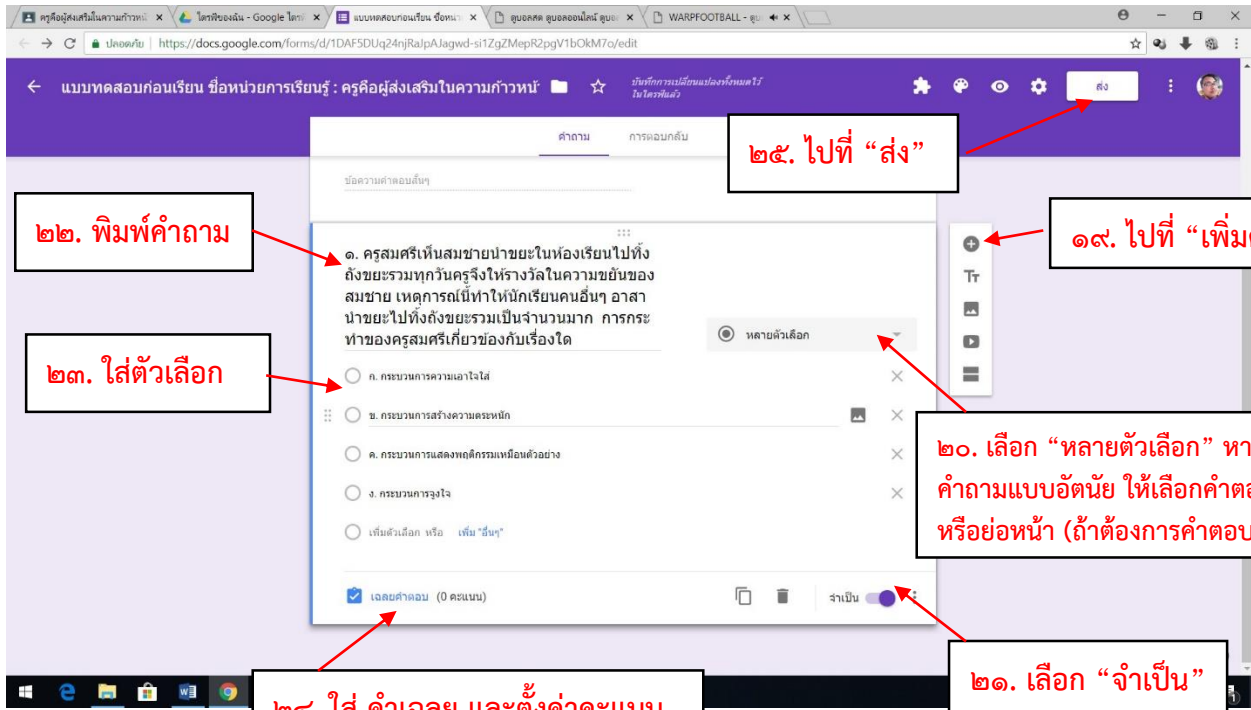 ครูคือผู้ส่งเสริมในความก้าวหน้
ไดรฟ์ของฉัน - Google ไดร
แบบทดสอบก่อนเรียน ชื่อหน่ว
ดูบอลสด ดูบอลออนไลน์ ดูบอ
WARPFOOTBALL - ดูบ
ปลอดภัย
https://docs.google.com/forms/d/1DAF5DUq24njRaJpAJagwd-si1ZgZMepR2pgV1bOkM7o/edit
แบบทดสอบก่อนเรียน ชื่อหน่วยการเรียนรู้ : ครูคือผู้ส่งเสริมในความก้าวหน้
บันทึกการเปลี่ยนแปลงทั้งหมดไว้
ในไดรฟ์แล้ว
ส่ง
คำถาม การตอบกลับ
๒๕. ไปที่ “ส่ง”
ข้อความคำตอบสั้นๆ
๒๒. พิมพ์คำถาม
๑๙. ไปที่ “เพิ่ม
๑. ครูสมศรีเห็นสมชายนำขยะในห้องเรียนไปทิ้ง
ถังขยะรวมทุกวันครูจึงให้รางวัลในความขยันของ
สมชาย เหตุการณ์นี้ทำให้นักเรียนคนอื่นๆ อาสา
นำขยะไปทิ้งถังขยะรวมเป็นจำนวนมาก การกระ
ทำของครูสมศรีเกี่ยวข้องกับเรื่องใด
หลายตัวเลือก
๒๓. ใส่ตัวเลือก
ก. กระบวนการความเอาใจใส่
ข. กระบวนการสร้างความตระหนัก
ค. กระบวนการแสดงพฤติกรรมเหมือนตัวอย่าง
ง. กระบวนการจูงใจ
เพิ่มตัวเลือก หรือ เพิ่ม "อื่นๆ"
๒๐. เลือก “หลายตัวเลือก” หา
คำถามแบบอัตนัย ให้เลือกคำตอ
หรือย่อหน้า (ถ้าต้องการคำตอบ
เฉลยคำตอบ (0 คะแนน)
จำเป็น
๒๑. เลือก “จำเป็น”
๒๔. ใส่ คำเฉลย และตั้งค่าคะแนน